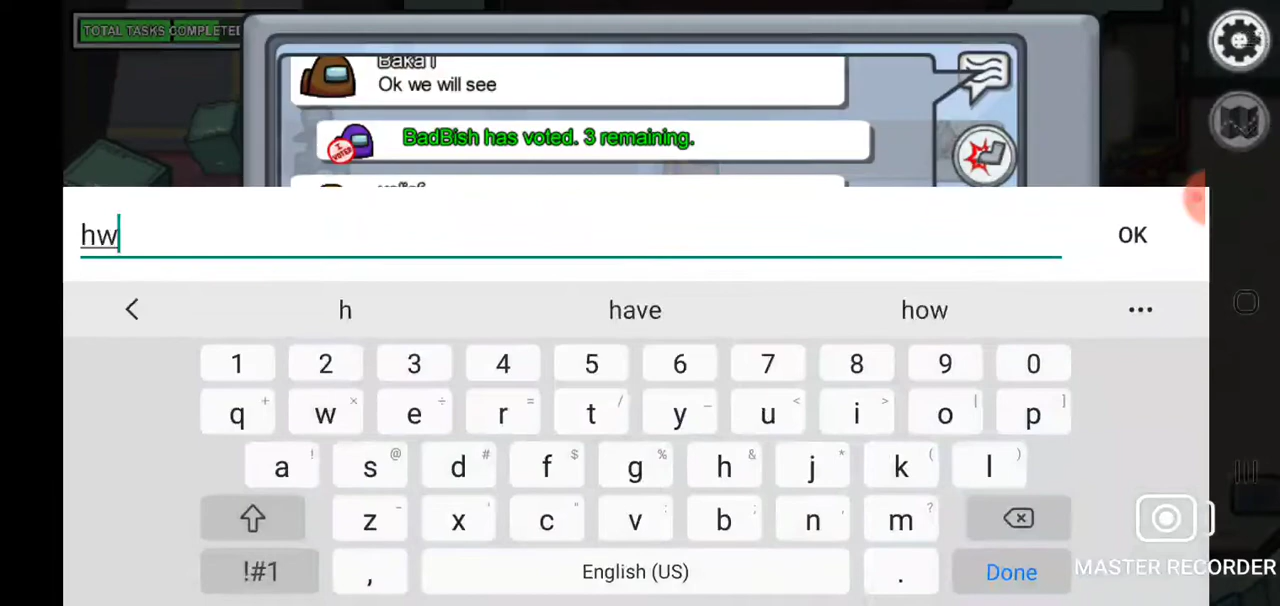 TOTAL TASKS COMPLETED
Baka I
Ok we will see
I VOTED
BadBish has voted. 3 remaining.
hw
OK
h have how
1 2 3 4 5 6 7 8 9 0
q + w × e ÷ r = t / y _ u < i > o [ p ]
a ! s @ d # f $ g % h & j * k ( l )
z - x ' c " v : b ; n , m ?
!#1 , English (US) . Done
MASTER RECORDER